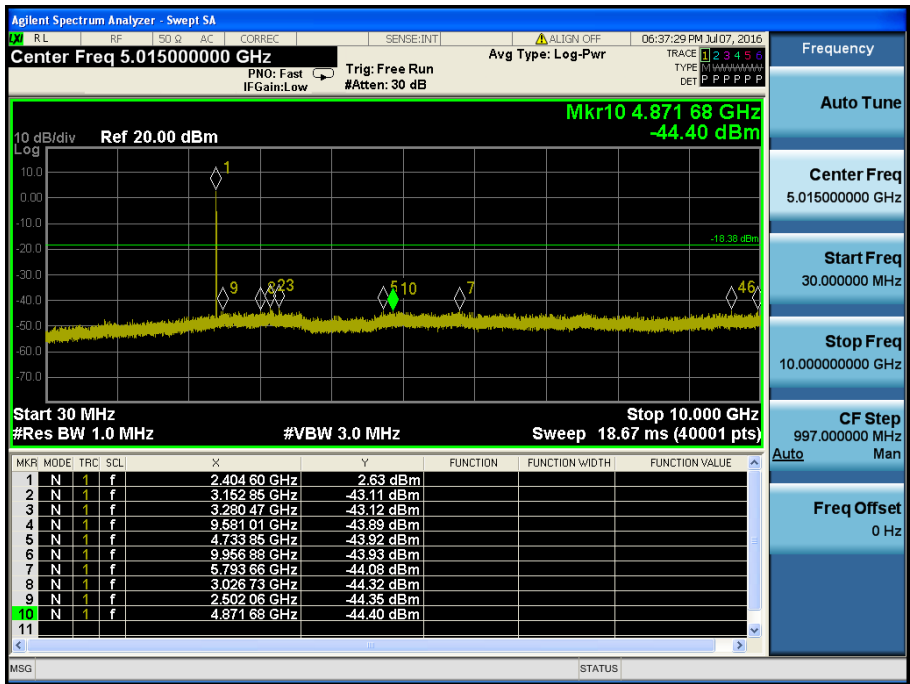 Agilent Spectrum Analyzer - Swept SA
LXI RL RF 50 Ω AC CORREC SENSE:INT ALIGN OFF 06:37:29 PM Jul 07, 2016
Center Freq 5.015000000 GHz
PNO: Fast
IFGain:Low
Trig: Free Run
#Atten: 30 dB
Avg Type: Log-Pwr
TRACE 1 2 3 4 5 6
TYPE M WWWWW
DET P P P P P P
Mkr10 4.871 68 GHz
-44.40 dBm
10 dB/div Ref 20.00 dBm
Log
10.0
0.00
-10.0
-20.0
-30.0
-40.0
-50.0
-60.0
-70.0
-18.38 dBm
1
9 8 2 3 5 10 7 4 6
Start 30 MHz Stop 10.000 GHz
#Res BW 1.0 MHz #VBW 3.0 MHz Sweep 18.67 ms (40001 pts)
MKR MODE TRC SCL X Y FUNCTION FUNCTION WIDTH FUNCTION VALUE
1 N 1 f 2.404 60 GHz 2.63 dBm
2 N 1 f 3.152 85 GHz -43.11 dBm
3 N 1 f 3.280 47 GHz -43.12 dBm
4 N 1 f 9.581 01 GHz -43.89 dBm
5 N 1 f 4.733 85 GHz -43.92 dBm
6 N 1 f 9.956 88 GHz -43.93 dBm
7 N 1 f 5.793 66 GHz -44.08 dBm
8 N 1 f 3.026 73 GHz -44.32 dBm
9 N 1 f 2.502 06 GHz -44.35 dBm
10 N 1 f 4.871 68 GHz -44.40 dBm
11
MSG STATUS
Frequency
Auto Tune
Center Freq
5.015000000 GHz
Start Freq
30.000000 MHz
Stop Freq
10.000000000 GHz
CF Step
997.000000 MHz
Auto Man
Freq Offset
0 Hz